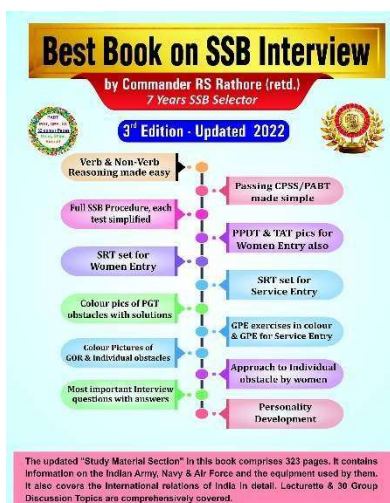 Best Book on SSB Interview
by Commander RS Rathore (retd.)
7 Years SSB Selector
3rd Edition - Updated 2022
Verb & Non-Verb
Reasoning made easy
Passing CPSS/PABT
made simple
Full SSB Procedure, each
test simplified
PPDT & TAT pics for
Women Entry also
SRT set for
Women Entry
SRT set for
Service Entry
Colour pics of PGT
obstacles with solutions
GPE exercises in colour
& GPE for Service Entry
Colour Pictures of
GOR & Individual obstacles
Approach to Individual
obstacle by women
Most important Interview
questions with answers
Personality
Development
The updated "Study Material Section" in this book comprises 323 pages. It contains
information on the Indian Army, Navy & Air Force and the equipment used by them.
It also covers the International relations of India in detail. Lecturette & 30 Group
Discussion Topics are comprehensively covered.